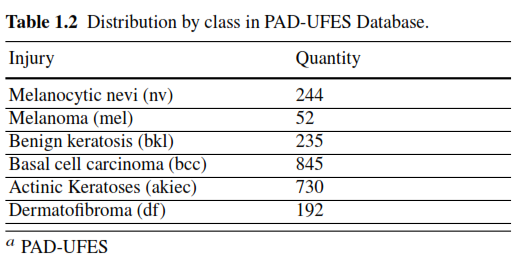 Table 1.2 Distribution by class in PAD-UFES Database.
Injury Quantity
Melanocytic nevi (nv) 244
Melanoma (mel) 52
Benign keratosis (bkl) 235
Basal cell carcinoma (bcc) 845
Actinic Keratoses (akiec) 730
Dermatofibroma (df) 192
a PAD-UFES